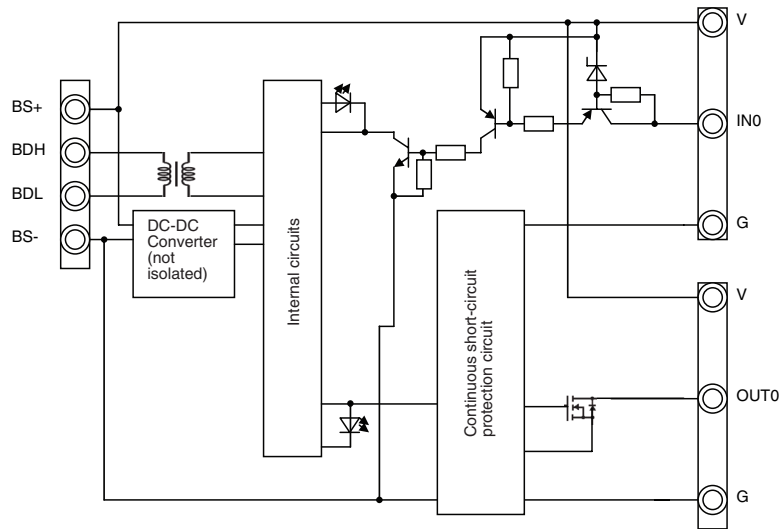 V
BS+
IN0
BDH
BDL
BS-
G
DC-DC
Converter
(not
isolated)
Internal circuits
Continuous short-circuit
protection circuit
V
OUT0
G